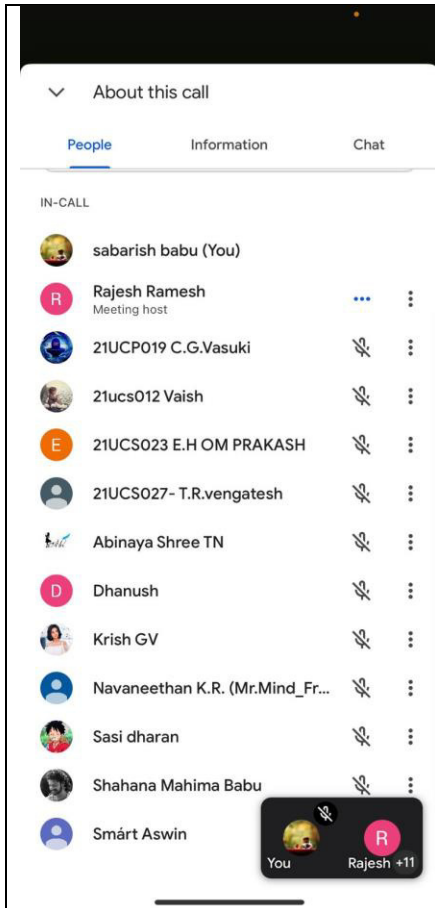 About this call
People Information Chat
IN-CALL
sabarish babu (You)
R Rajesh Ramesh
Meeting host
21UCP019 C.G.Vasuki
21ucs012 Vaish
E 21UCS023 E.H OM PRAKASH
21UCS027- T.R.vengatesh
Abinaya Shree TN
D Dhanush
Krish GV
Navaneethan K.R. (Mr.Mind_Fr...
Sasi dharan
Shahana Mahima Babu
Smárt Aswin
R
You Rajesh +11